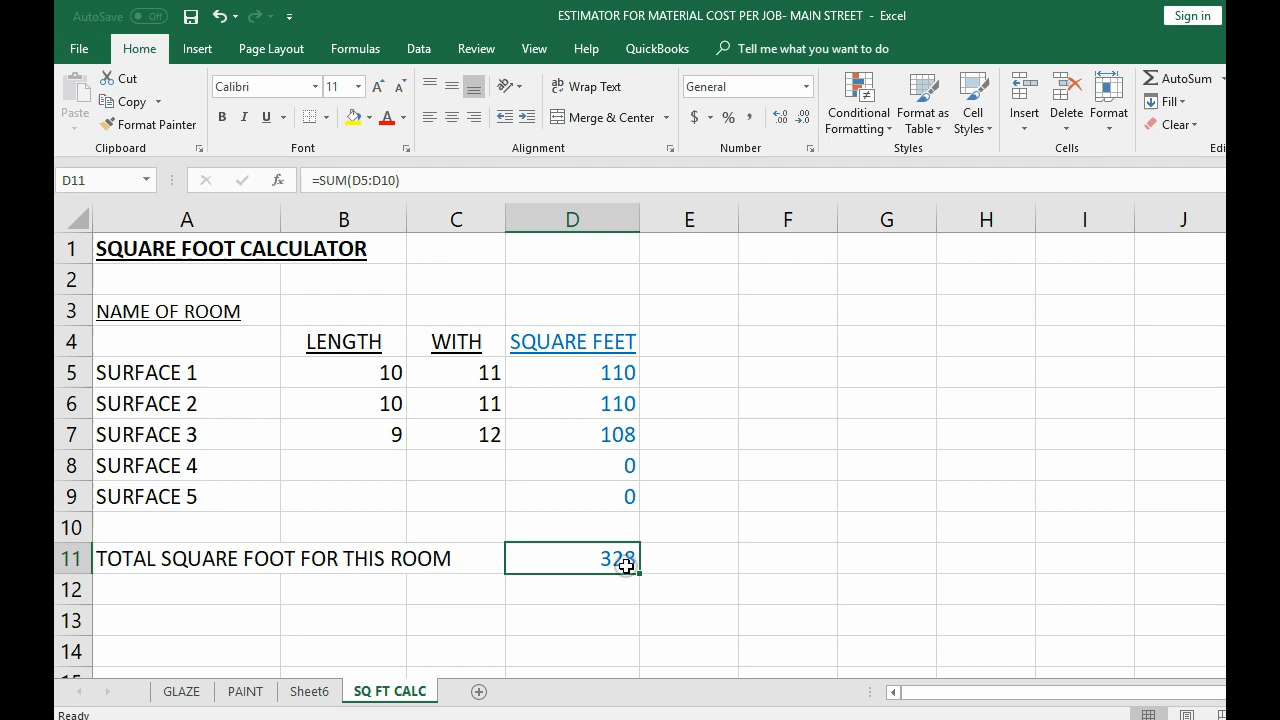 AutoSave Off
ESTIMATOR FOR MATERIAL COST PER JOB- MAIN STREET - Excel
Sign in
File Home Insert Page Layout Formulas Data Review View Help QuickBooks Tell me what you want to do
Paste
Cut
Copy
Format Painter
Clipboard
Calibri 11
B I U
Font
Wrap Text
Merge & Center
Alignment
General
$ % ,
Number
Conditional Formatting
Format as Table
Cell Styles
Styles
Insert Delete Format
Cells
AutoSum
Fill
Clear
Edi
D11 fx =SUM(D5:D10)
A B C D E F G H I J
1 SQUARE FOOT CALCULATOR
2
3 NAME OF ROOM
4 LENGTH WITH SQUARE FEET
5 SURFACE 1 10 11 110
6 SURFACE 2 10 11 110
7 SURFACE 3 9 12 108
8 SURFACE 4 0
9 SURFACE 5 0
10
11 TOTAL SQUARE FOOT FOR THIS ROOM 328
12
13
14
GLAZE PAINT Sheet6 SQ FT CALC
Ready